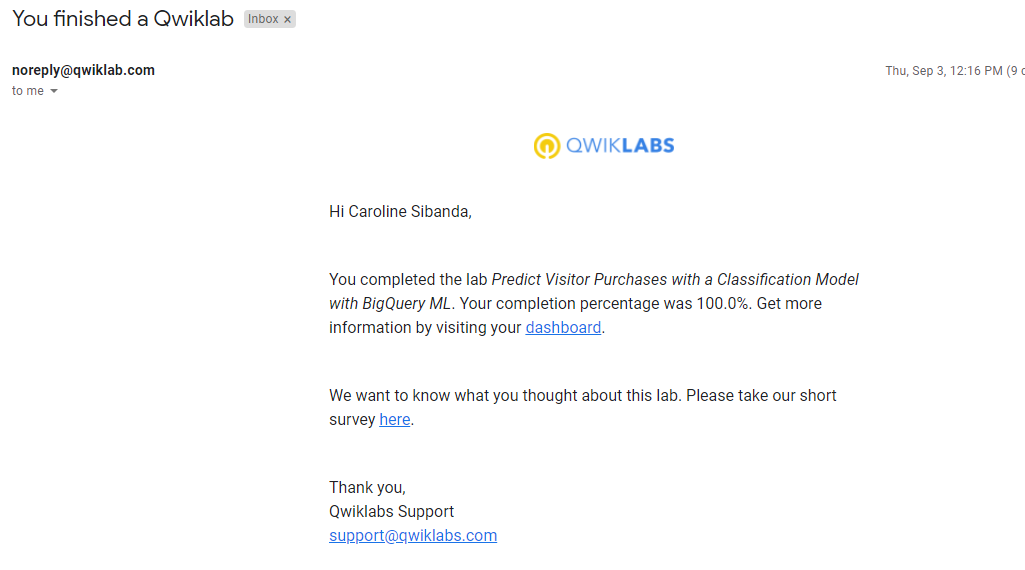 You finished a Qwiklab Inbox ×
noreply@qwiklab.com
Thu, Sep 3, 12:16 PM (9 d
to me
QWIKLABS
Hi Caroline Sibanda,
You completed the lab Predict Visitor Purchases with a Classification Model
with BigQuery ML. Your completion percentage was 100.0%. Get more
information by visiting your dashboard.
We want to know what you thought about this lab. Please take our short
survey here.
Thank you,
Qwiklabs Support
support@qwiklabs.com